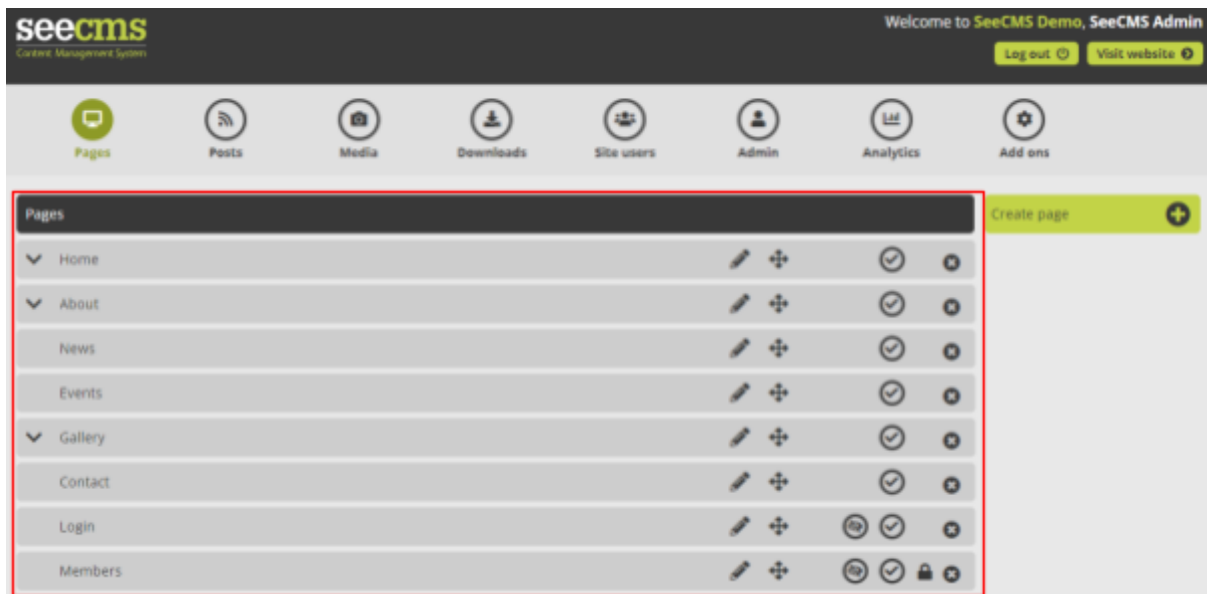 seecms
Content Management System
Welcome to SeeCMS Demo, SeeCMS Admin
Log out
Visit website
Pages
Posts
Media
Downloads
Site users
Admin
Analytics
Add ons
Pages
Create page
Home
About
News
Events
Gallery
Contact
Login
Members